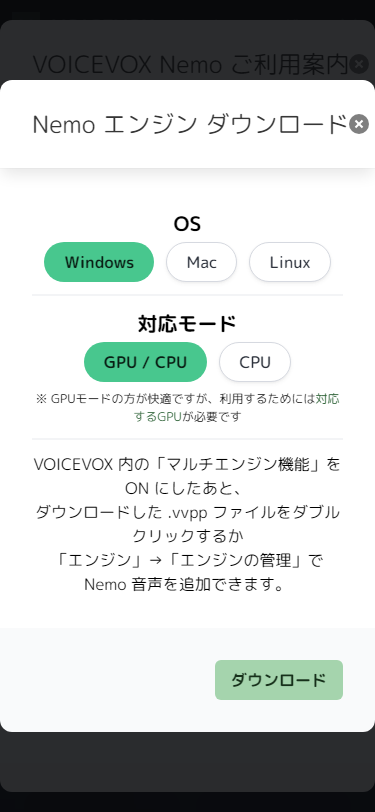 VOICEVOX Nemo ご利用案内
Nemo エンジン ダウンロード
OS
Windows
Mac
Linux
対応モード
GPU / CPU
CPU
※ GPUモードの方が快適ですが、利用するためには対応
するGPUが必要です
VOICEVOX 内の「マルチエンジン機能」を
ON にしたあと、
ダウンロードした .vvpp ファイルをダブル
クリックするか
「エンジン」→「エンジンの管理」で
Nemo 音声を追加できます。
ダウンロード